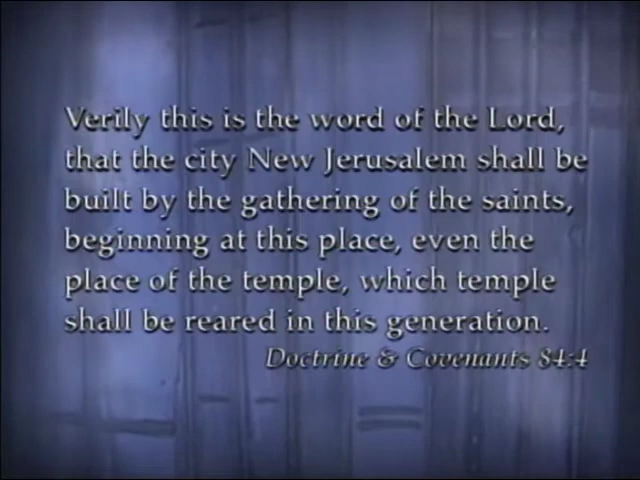 Verily this is the word of the Lord,
that the city New Jerusalem shall be
built by the gathering of the saints,
beginning at this place, even the
place of the temple, which temple
shall be reared in this generation.
Doctrine & Covenants 84:4